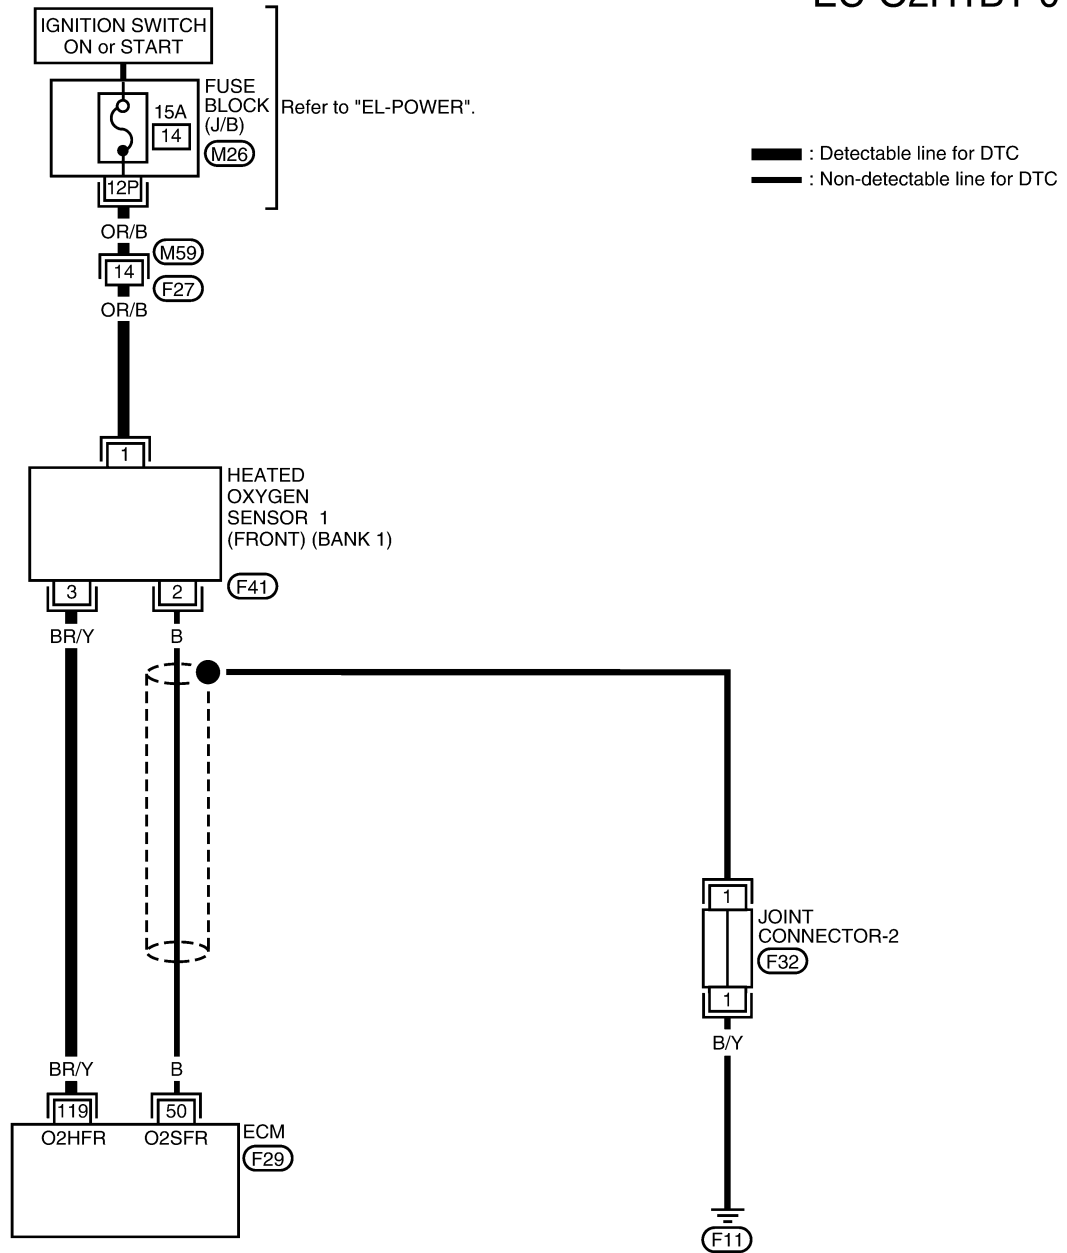 IGNITION SWITCH
ON or START
FUSE
BLOCK
(J/B)
Refer to "EL-POWER".
15A
14
M26
12P
: Detectable line for DTC
: Non-detectable line for DTC
OR/B
M59
14
F27
OR/B
1
HEATED
OXYGEN
SENSOR 1
(FRONT) (BANK 1)
3
2
F41
BR/Y
B
1
JOINT
CONNECTOR-2
F32
1
B/Y
BR/Y
B
119
50
O2HFR
O2SFR
ECM
F29
F11